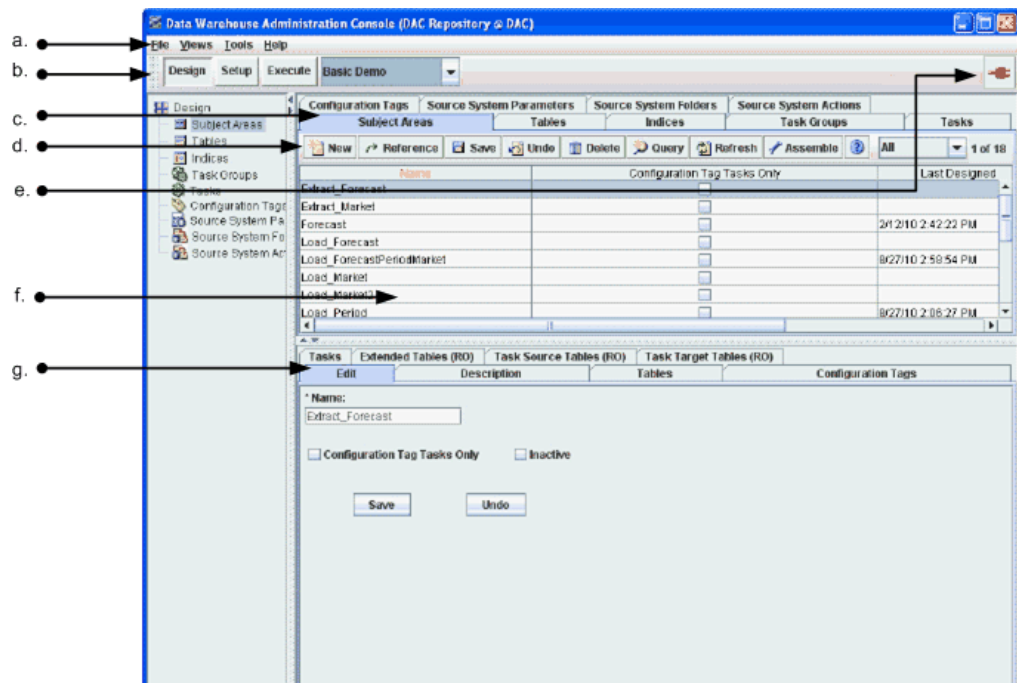 Data Warehouse Administration Console (DAC Repository @ DAC)
a.
File Views Tools Help
b.
Design Setup Execute Basic Demo
Design
Configuration Tags Source System Parameters Source System Folders Source System Actions
c.
Subject Areas
Subject Areas Tables Indices Task Groups Tasks
Tables
d.
New Reference Save Undo Delete Query Refresh Assemble All 1 of 18
Indices
Task Groups
Name Configuration Tag Tasks Only Last Designed
e.
Tasks
Extract_Forecast
Configuration Tags
Extract_Market
Source System Pa
Forecast 2/12/10 2:42:22 PM
Source System Fo
Load_Forecast
Source System Ac
Load_ForecastPeriodMarket 8/27/10 2:58:54 PM
Load_Market
f.
Load_Market2
Load_Period 8/27/10 2:06:27 PM
Tasks Extended Tables (RO) Task Source Tables (RO) Task Target Tables (RO)
g.
Edit Description Tables Configuration Tags
* Name:
Extract_Forecast
Configuration Tag Tasks Only Inactive
Save Undo